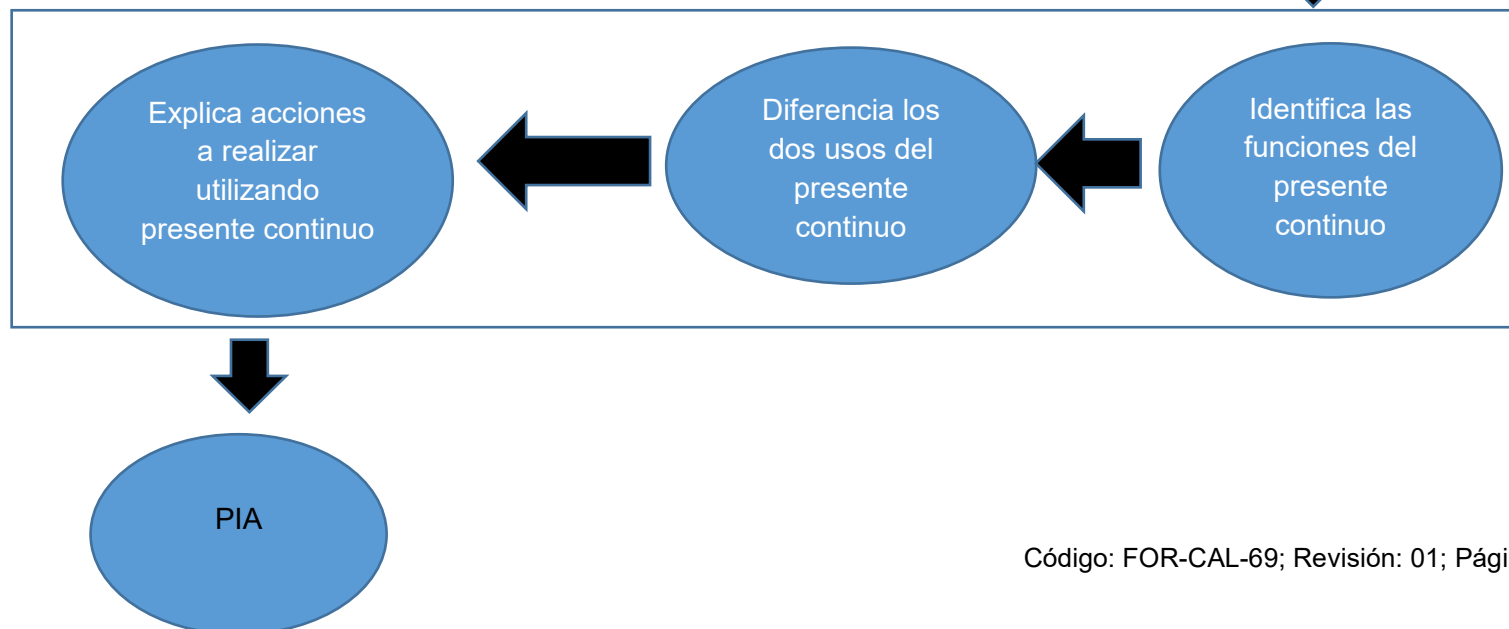 Explica acciones
a realizar
utilizando
presente continuo
Diferencia los
dos usos del
presente
continuo
Identifica las
funciones del
presente
continuo
PIA
Código: FOR-CAL-69; Revisión: 01;